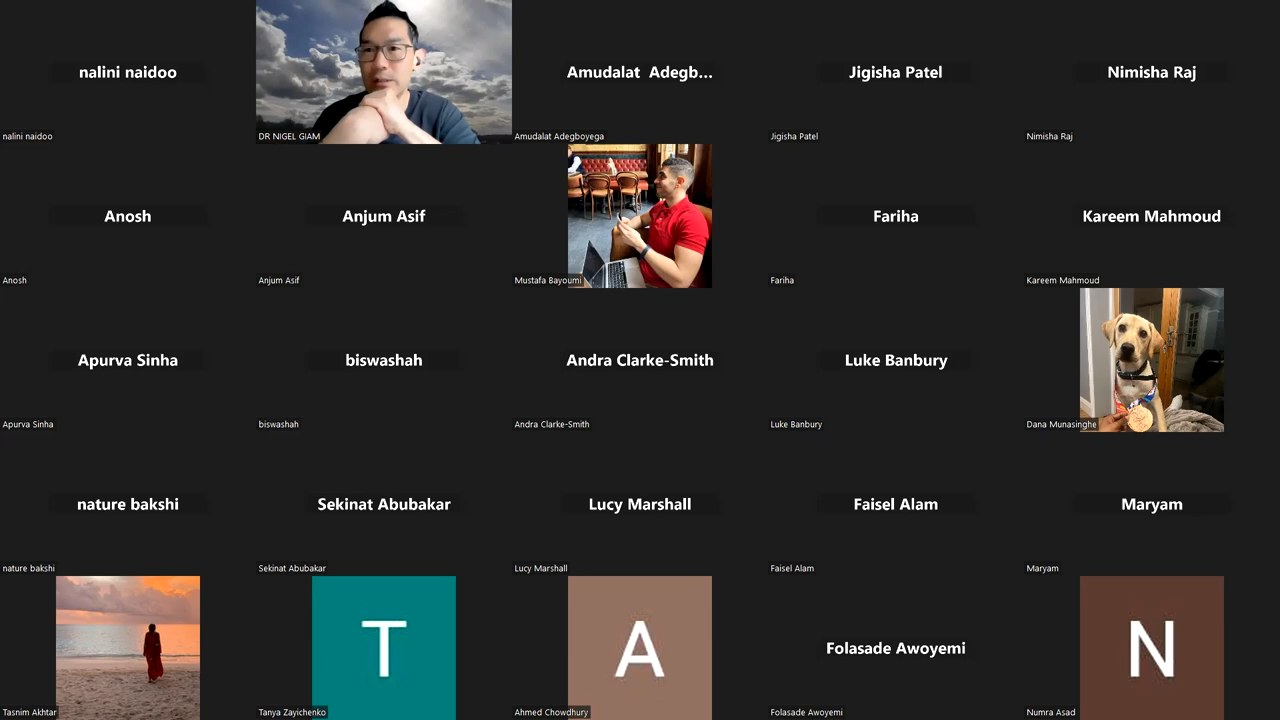 nalini naidoo
Amudalat Adegb...
Jigisha Patel
Nimisha Raj
nalini naidoo
DR NIGEL GIAM
Amudalat Adegboyega
Jigisha Patel
Nimisha Raj
Anosh
Anjum Asif
Fariha
Kareem Mahmoud
Anosh
Anjum Asif
Mustafa Bayoumi
Fariha
Kareem Mahmoud
Apurva Sinha
biswashah
Andra Clarke-Smith
Luke Banbury
Apurva Sinha
biswashah
Andra Clarke-Smith
Luke Banbury
Dana Munasinghe
nature bakshi
Sekinat Abubakar
Lucy Marshall
Faisel Alam
Maryam
nature bakshi
Sekinat Abubakar
Lucy Marshall
Faisel Alam
Maryam
T
A
Folasade Awoyemi
N
Tasnim Akhtar
Tanya Zayichenko
Ahmed Chowdhury
Folasade Awoyemi
Numra Asad